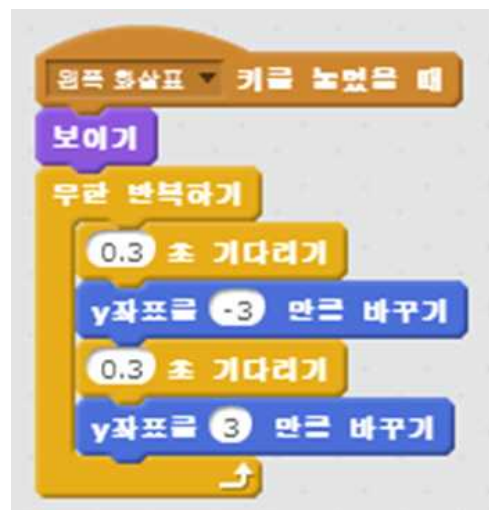 왼쪽 화살표 키를 눌렀을 때
보이기
무한 반복하기
0.3 초 기다리기
y좌표를 -3 만큼 바꾸기
0.3 초 기다리기
y좌표를 3 만큼 바꾸기